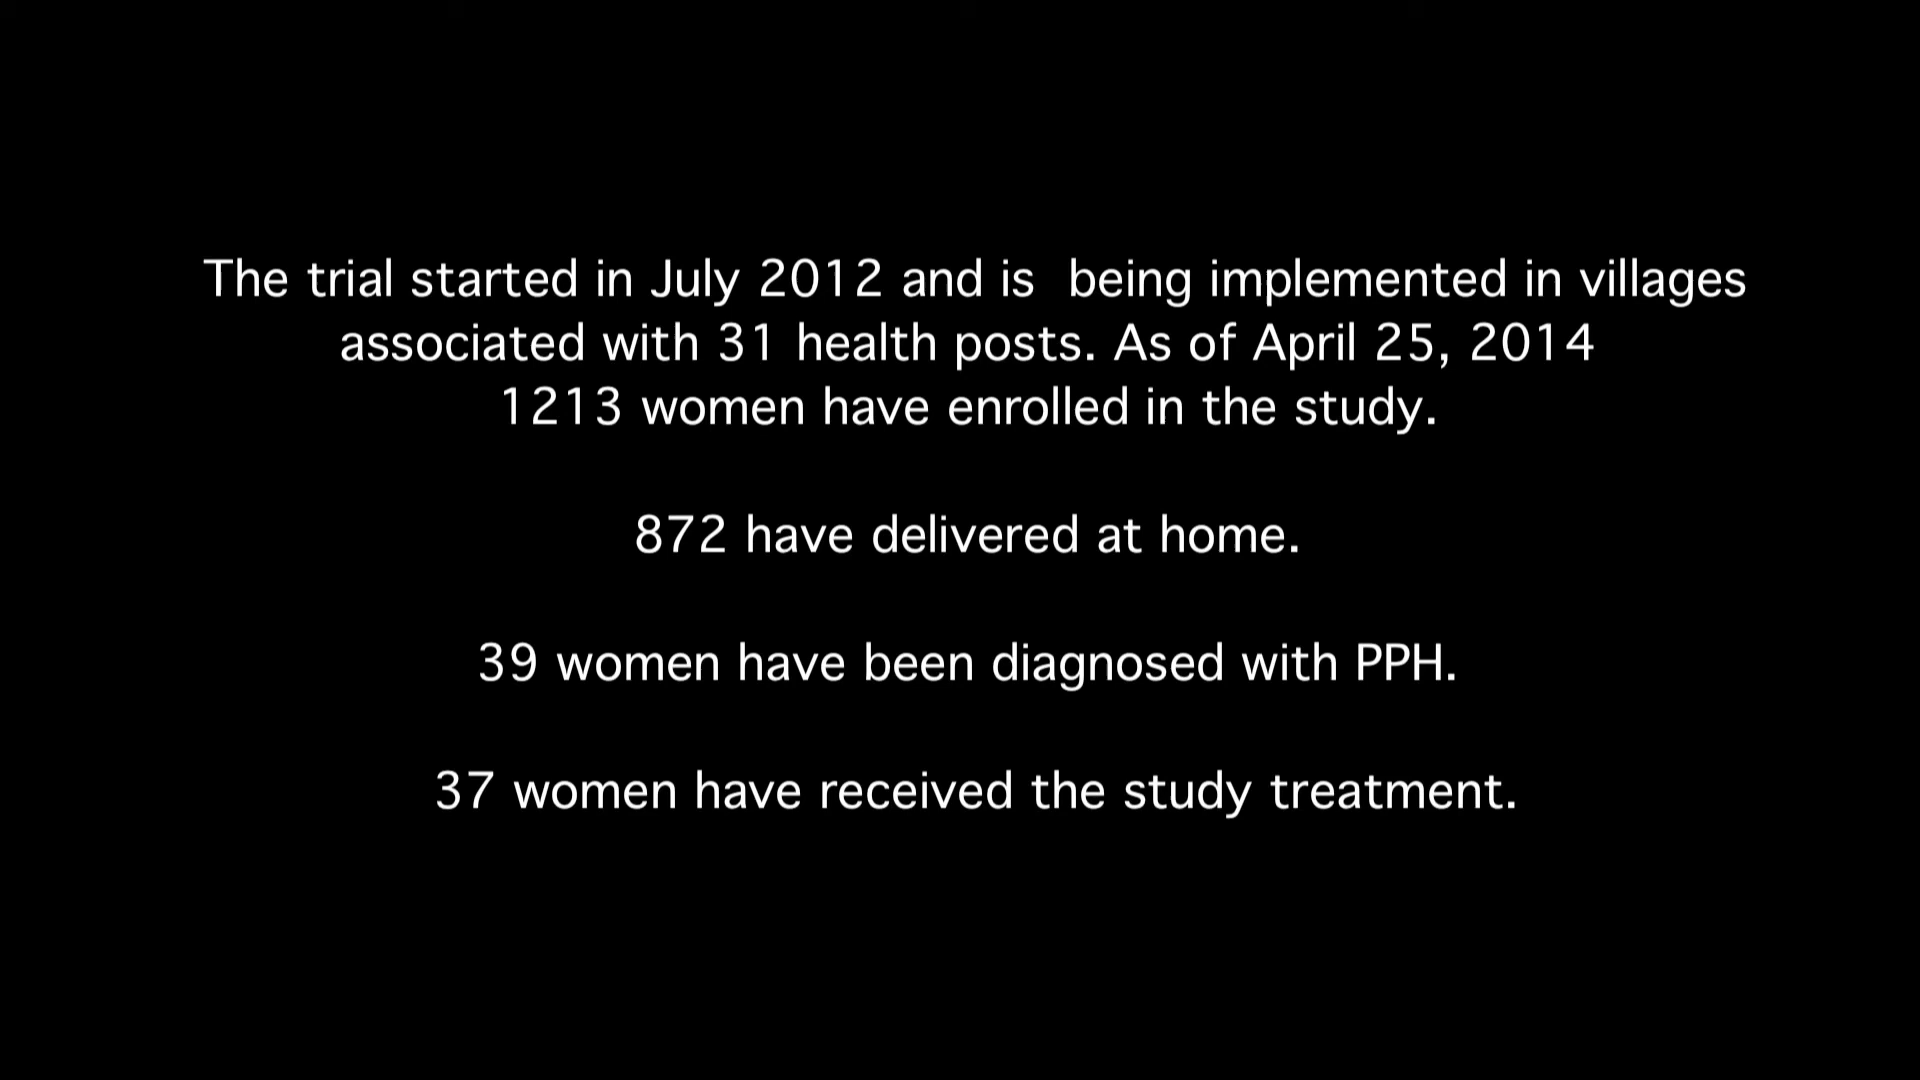 The trial started in July 2012 and is  being implemented in villages
associated with 31 health posts. As of April 25, 2014
1213 women have enrolled in the study.
872 have delivered at home.
39 women have been diagnosed with PPH.
37 women have received the study treatment.